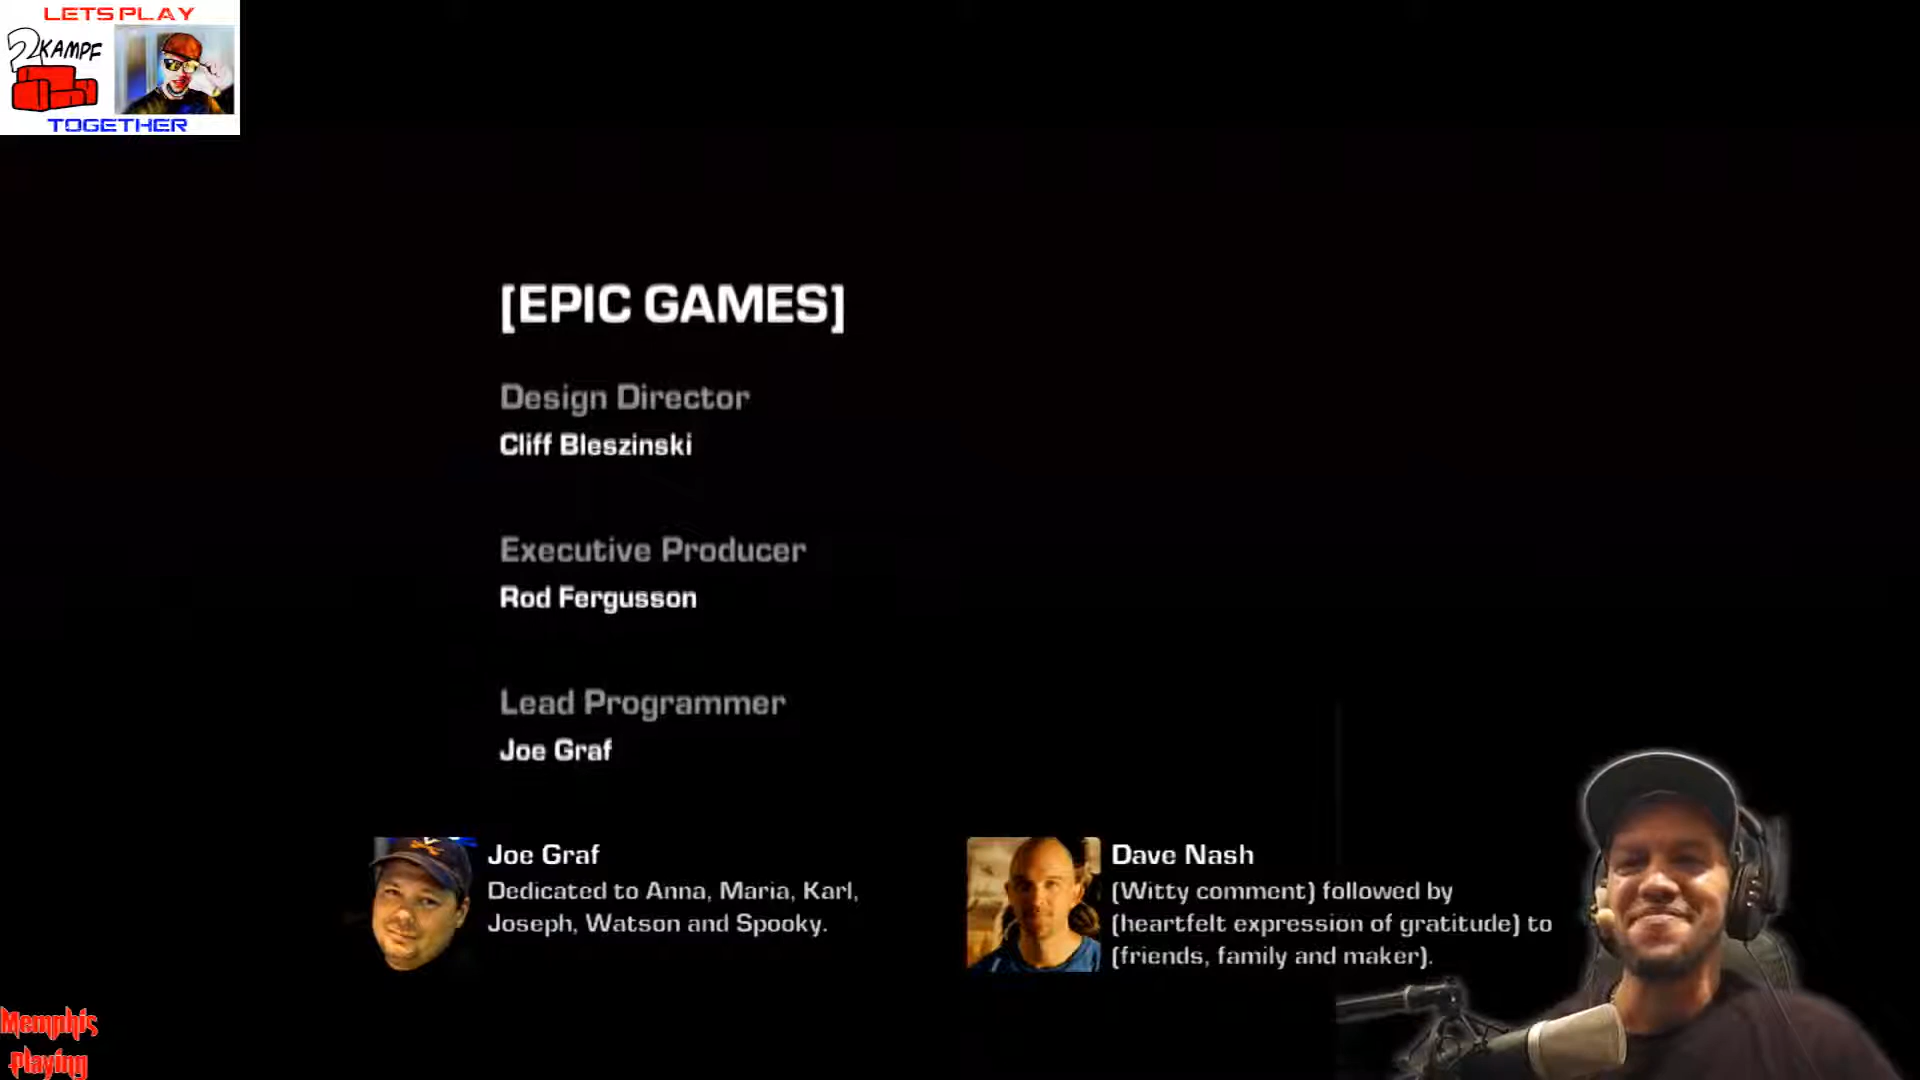 LETS PLAY
2KAMPF
TOGETHER
[EPIC GAMES]
Design Director
Cliff Bleszinski
Executive Producer
Rod Fergusson
Lead Programmer
Joe Graf
Joe Graf
Dedicated to Anna, Maria, Karl,
Joseph, Watson and Spooky.
Dave Nash
(Witty comment) followed by
(heartfelt expression of gratitude) to
(friends, family and maker).
Memphis
Playing